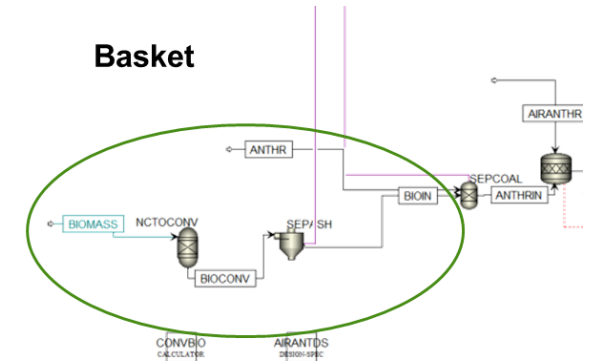 Basket
AIRANTHR
ANTHR
SEPCOAL
BIOIN
ANTHRIN
BIOMASS
NCTOCONV
SEPASH
BIOCONV
CONVBIO
CALCULATOR
AIRANTDS
DESIGN-SPEC